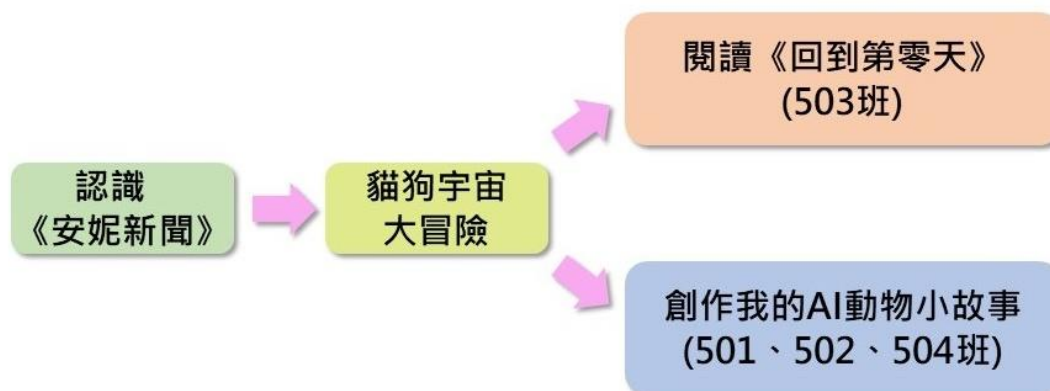 認識
《安妮新聞》
貓狗宇宙
大冒險
閱讀《回到第零天》
(503班)
創作我的AI動物小故事
(501、502、504班)